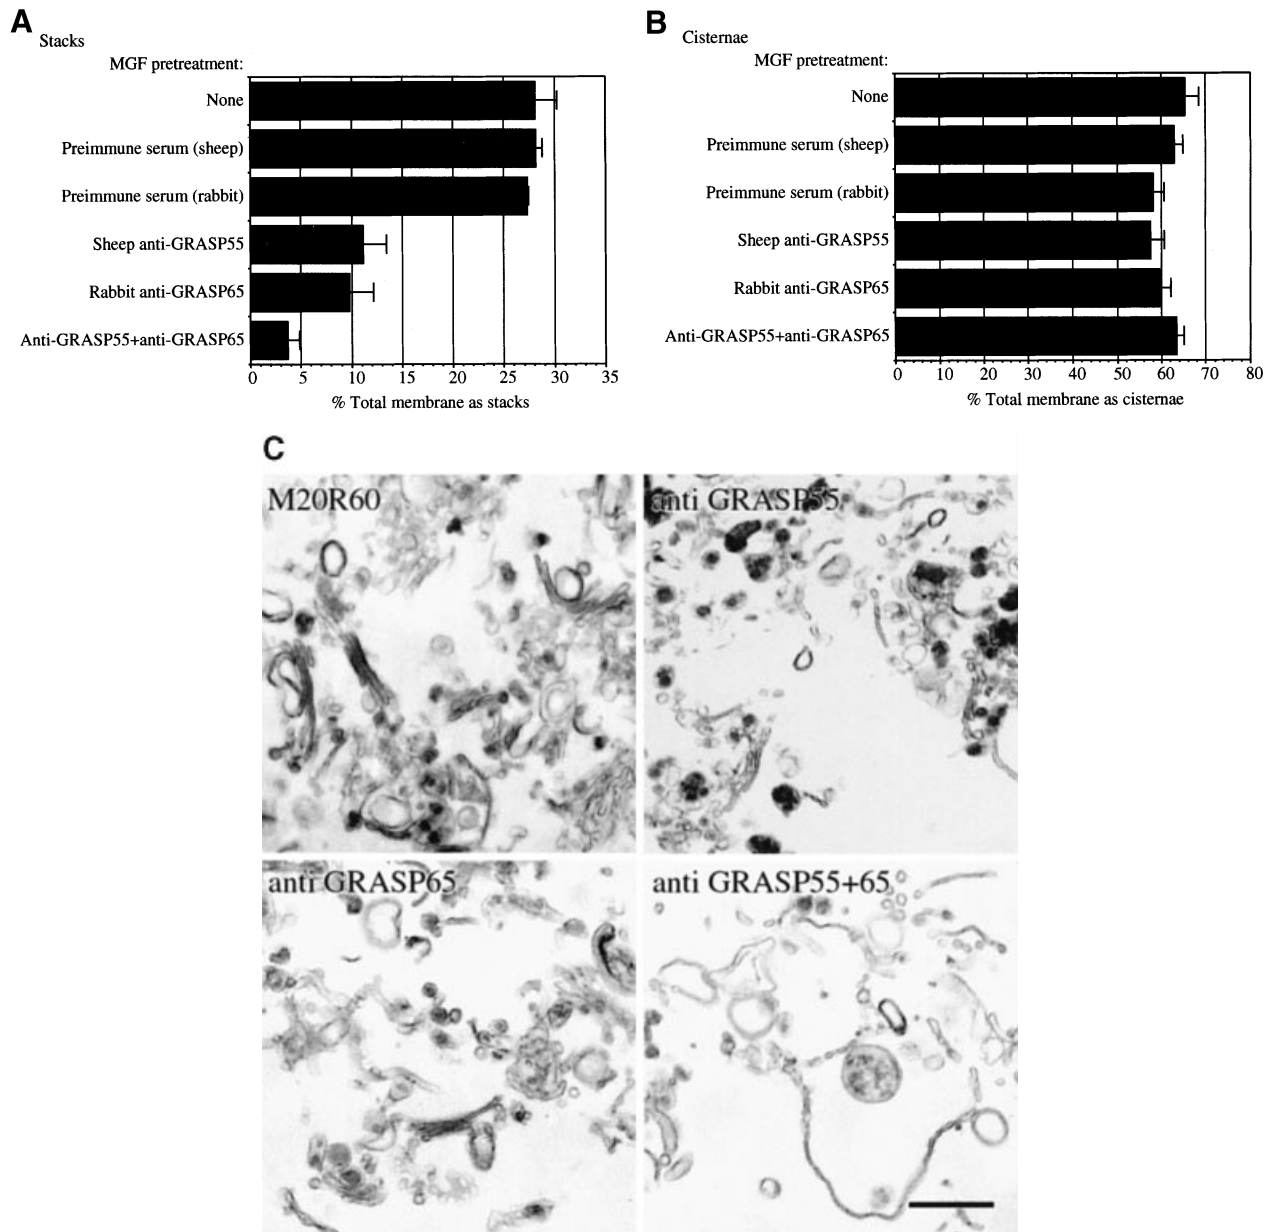 A
Stacks
MGF pretreatment:
None
Preimmune serum (sheep)
Preimmune serum (rabbit)
Sheep anti-GRASP55
Rabbit anti-GRASP65
Anti-GRASP55+anti-GRASP65
0 5 10 15 20 25 30 35
% Total membrane as stacks
B
Cisternae
MGF pretreatment:
None
Preimmune serum (sheep)
Preimmune serum (rabbit)
Sheep anti-GRASP55
Rabbit anti-GRASP65
Anti-GRASP55+anti-GRASP65
0 10 20 30 40 50 60 70 80
% Total membrane as cisternae
C
M20R60
anti GRASP55
anti GRASP65
anti GRASP55+65